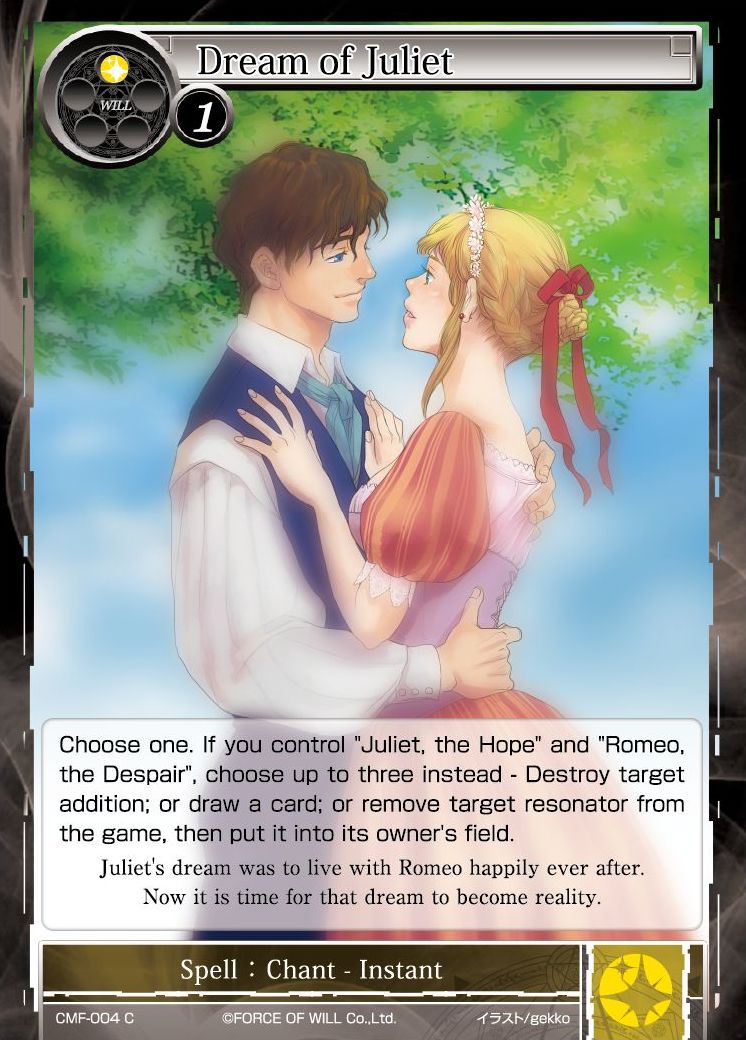 Dream of Juliet
WILL
1
Choose one. If you control "Juliet, the Hope" and "Romeo,
the Despair", choose up to three instead - Destroy target
addition; or draw a card; or remove target resonator from
the game, then put it into its owner's field.
Juliet's dream was to live with Romeo happily ever after.
Now it is time for that dream to become reality.
Spell : Chant - Instant
CMF-004 C ©FORCE OF WILL Co.,Ltd. イラスト/gekko